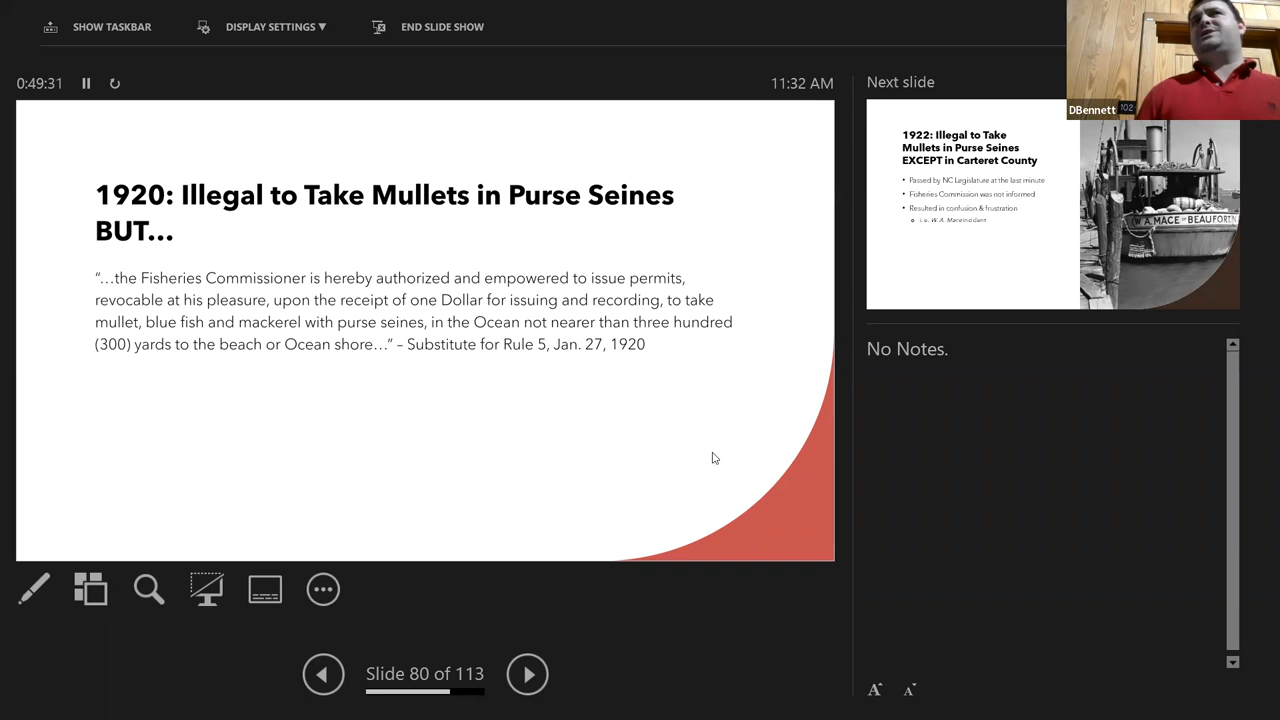 SHOW TASKBAR
DISPLAY SETTINGS ▼
END SLIDE SHOW
0:49:31
11:32 AM
1920: Illegal to Take Mullets in Purse Seines
BUT...
“...the Fisheries Commissioner is hereby authorized and empowered to issue permits,
revocable at his pleasure, upon the receipt of one Dollar for issuing and recording, to take
mullet, blue fish and mackerel with purse seines, in the Ocean not nearer than three hundred
(300) yards to the beach or Ocean shore...” – Substitute for Rule 5, Jan. 27, 1920
Slide 80 of 113
Next slide
DBennett
102
1922: Illegal to Take
Mullets in Purse Seines
EXCEPT in Carteret County
• Passed by NC Legislature at the last minute
• Fisheries Commission was not informed
• Resulted in confusion & frustration
i.e. W.A. Mace incident
W.A. MACE OF BEAUFORT N
No Notes.
A A